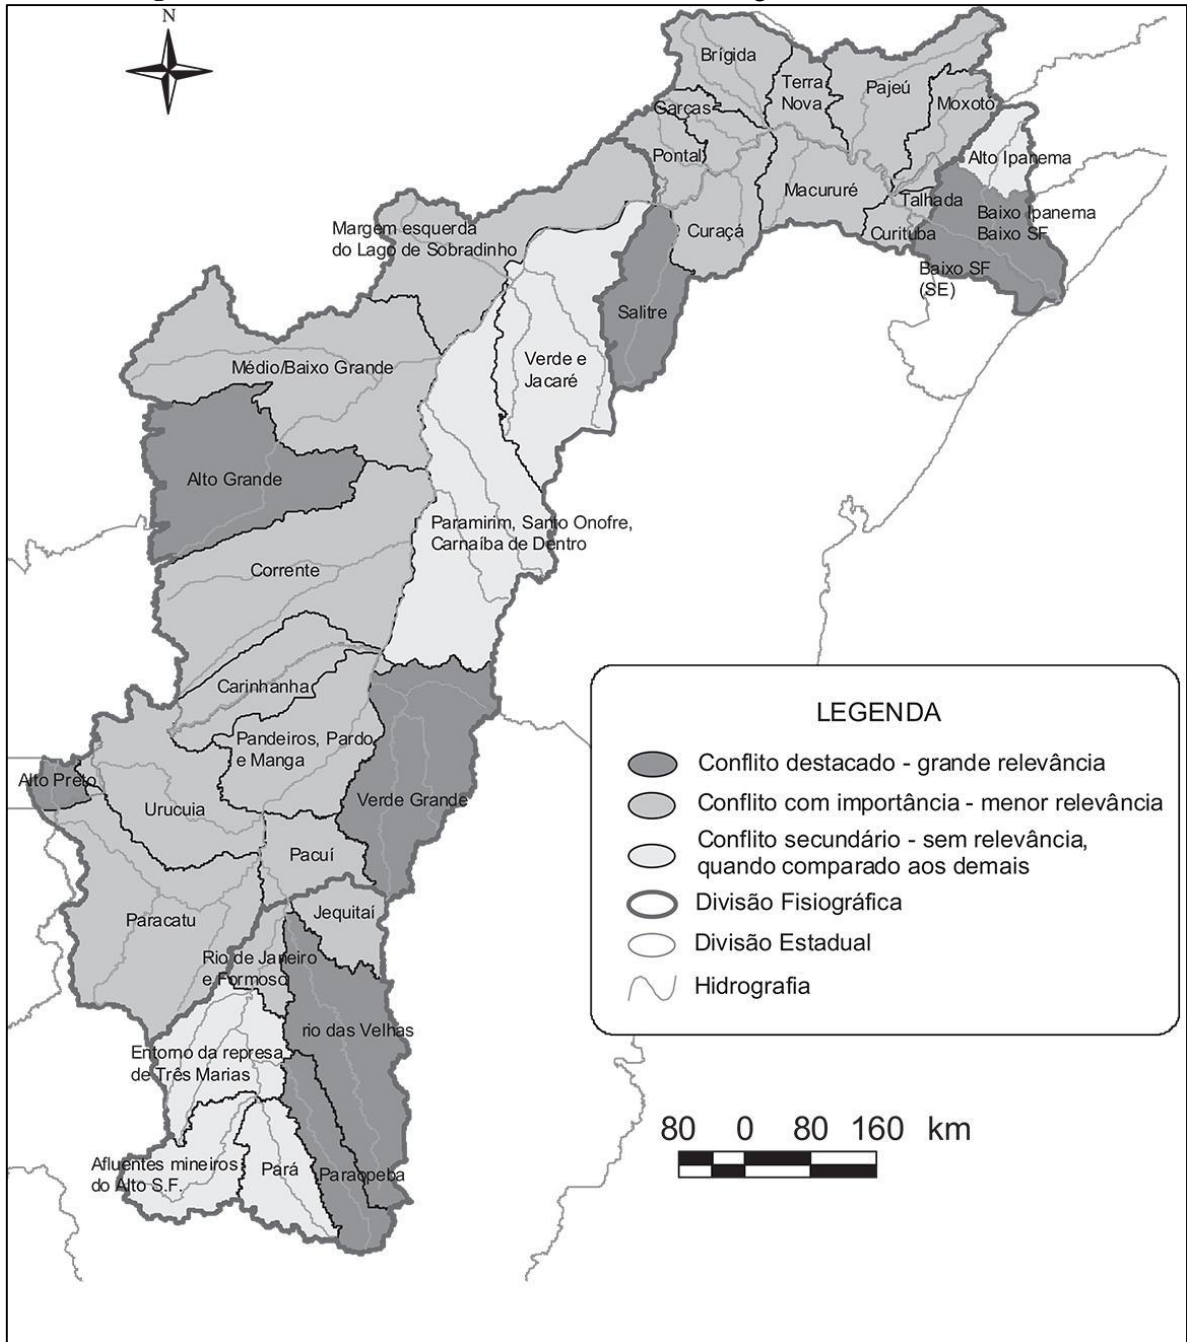 N
Brígida
Terra
Nova
Pajeú
Moxotó
Garças
Pontal
Alto Ipanema
Macururé
Talhada
Baixo Ipanema
Baixo SF
Curaçá
Curituba
Margem esquerda
do Lago de Sobradinho
Baixo SF
(SE)
Salitre
Verde e
Jacaré
Médio/Baixo Grande
Alto Grande
Paramirim, Santo Onofre,
Carnaíba de Dentro
Corrente
Carinhanha
Pandeiros, Pardo
e Manga
Alto Preto
Urucuia
Verde Grande
Pacuí
Paracatu
Jequitaí
Rio de Janeiro
e Formoso
rio das Velhas
Entorno da represa
de Três Marias
Afluentes mineiros
do Alto S.F.
Pará
Paraopeba
LEGENDA
Conflito destacado - grande relevância
Conflito com importância - menor relevância
Conflito secundário - sem relevância,
quando comparado aos demais
Divisão Fisiográfica
Divisão Estadual
Hidrografia
80 0 80 160 km